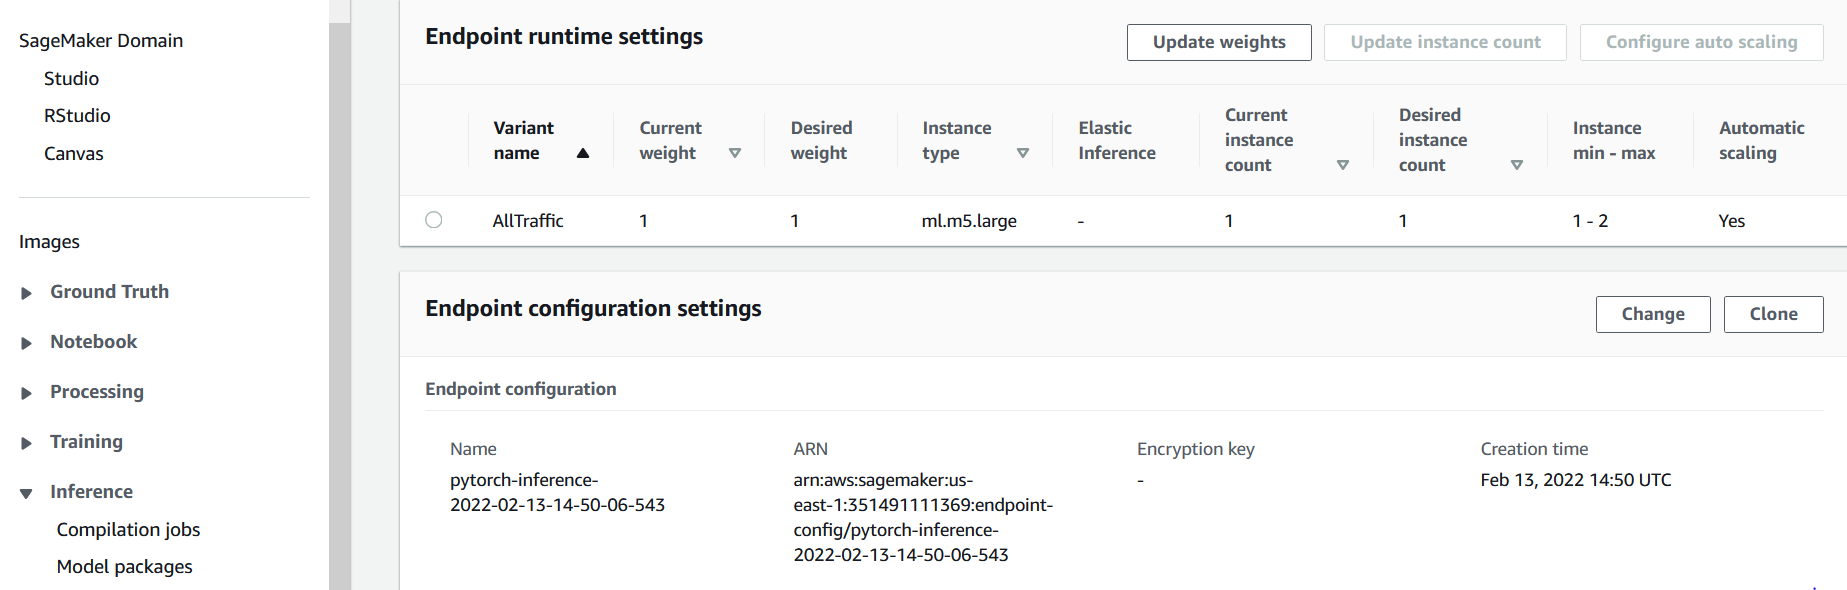 SageMaker Domain
Studio
RStudio
Canvas
Images
Ground Truth
Notebook
Processing
Training
Inference
Compilation jobs
Model packages
Endpoint runtime settings
Update weights
Update instance count
Configure auto scaling
Variant
name
Current
weight
Desired
weight
Instance
type
Elastic
Inference
Current
instance
count
Desired
instance
count
Instance
min - max
Automatic
scaling
AllTraffic
1
1
ml.m5.large
-
1
1
1 - 2
Yes
Endpoint configuration settings
Change
Clone
Endpoint configuration
Name
pytorch-inference-
2022-02-13-14-50-06-543
ARN
arn:aws:sagemaker:us-
east-1:351491111369:endpoint-
config/pytorch-inference-
2022-02-13-14-50-06-543
Encryption key
-
Creation time
Feb 13, 2022 14:50 UTC